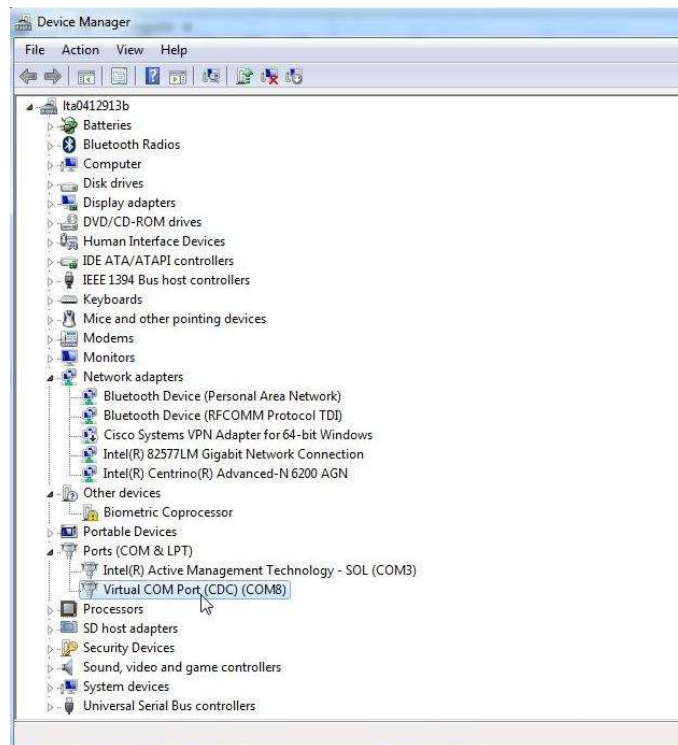 Device Manager
File Action View Help
lta0412913b
Batteries
Bluetooth Radios
Computer
Disk drives
Display adapters
DVD/CD-ROM drives
Human Interface Devices
IDE ATA/ATAPI controllers
IEEE 1394 Bus host controllers
Keyboards
Mice and other pointing devices
Modems
Monitors
Network adapters
Bluetooth Device (Personal Area Network)
Bluetooth Device (RFCOMM Protocol TDI)
Cisco Systems VPN Adapter for 64-bit Windows
Intel(R) 82577LM Gigabit Network Connection
Intel(R) Centrino(R) Advanced-N 6200 AGN
Other devices
Biometric Coprocessor
Portable Devices
Ports (COM & LPT)
Intel(R) Active Management Technology - SOL (COM3)
Virtual COM Port (CDC) (COM8)
Processors
SD host adapters
Security Devices
Sound, video and game controllers
System devices
Universal Serial Bus controllers